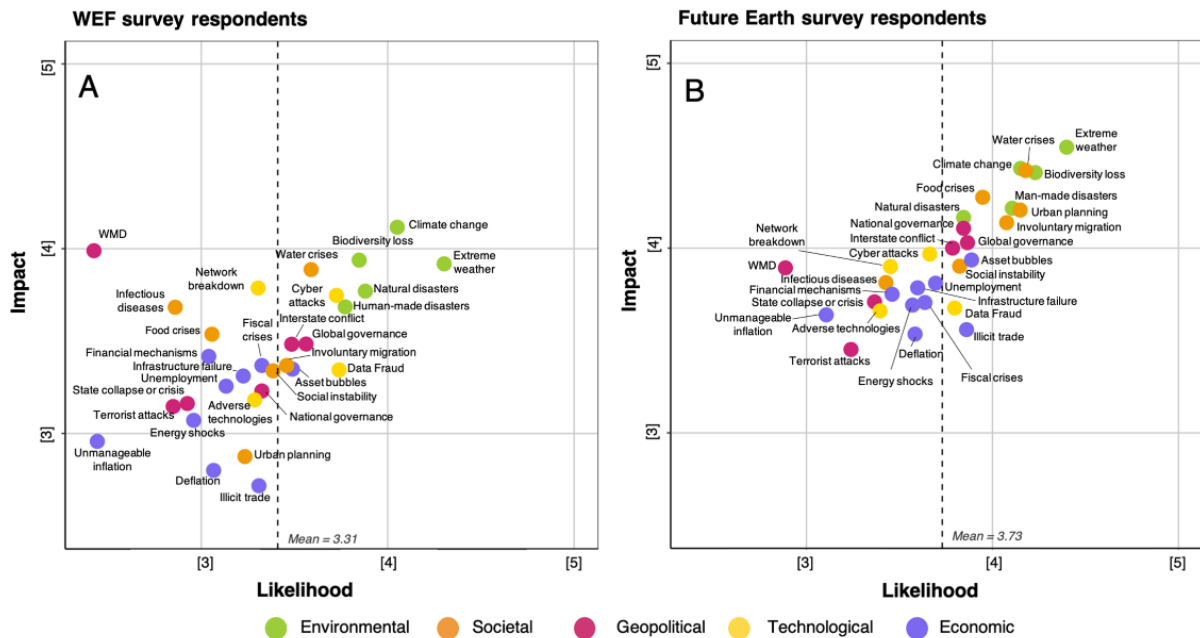 WEF survey respondents
A
Impact
[5]
[4]
[3]
WMD
Climate change
Biodiversity loss
Extreme
weather
Water crises
Network
breakdown
Natural disasters
Cyber
attacks
Human-made disasters
Infectious
diseases
Interstate conflict
Food crises
Fiscal
crises
Global governance
Financial mechanisms
Involuntary migration
Infrastructure failure
Data Fraud
Unemployment
Asset bubbles
State collapse or crisis
Social instability
Terrorist attacks
Adverse
technologies
National governance
Energy shocks
Unmanageable
inflation
Urban planning
Deflation
Illicit trade
Mean = 3.31
[3]
[4]
[5]
Likelihood
Future Earth survey respondents
B
Impact
[5]
[4]
[3]
Water crises
Extreme
weather
Climate change
Biodiversity loss
Food crises
Man-made disasters
Natural disasters
Urban planning
National governance
Involuntary migration
Network
breakdown
Interstate conflict
Global governance
Cyber attacks
WMD
Asset bubbles
Infectious diseases
Social instability
Financial mechanisms
Unemployment
State collapse or crisis
Infrastructure failure
Unmanageable
inflation
Data Fraud
Adverse technologies
Illicit trade
Deflation
Terrorist attacks
Energy shocks
Fiscal crises
Mean = 3.73
[3]
[4]
[5]
Likelihood
Environmental
Societal
Geopolitical
Technological
Economic